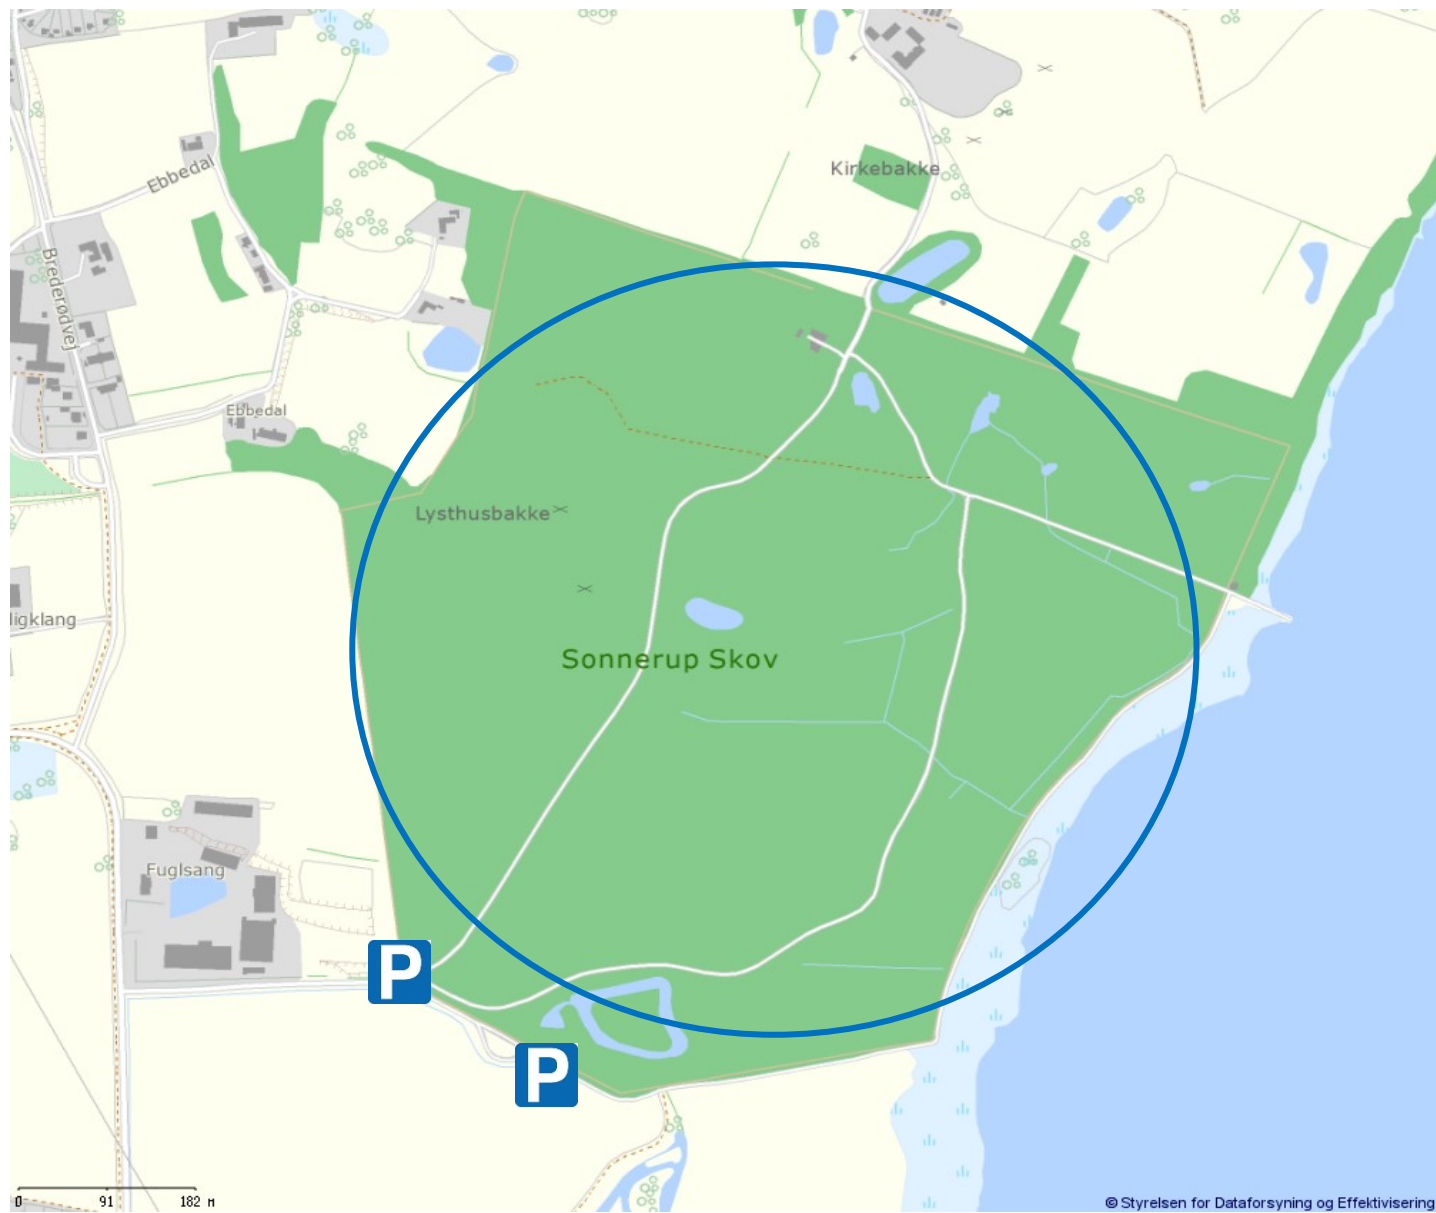 Kirkebakke
Ebbedal
Brederødvej
Ebbedal
Lysthusbakke
ligklang
Sonnerup Skov
Fuglsang
P
P
0 91 182 M
© Styrelsen for Dataforsyning og Effektivisering